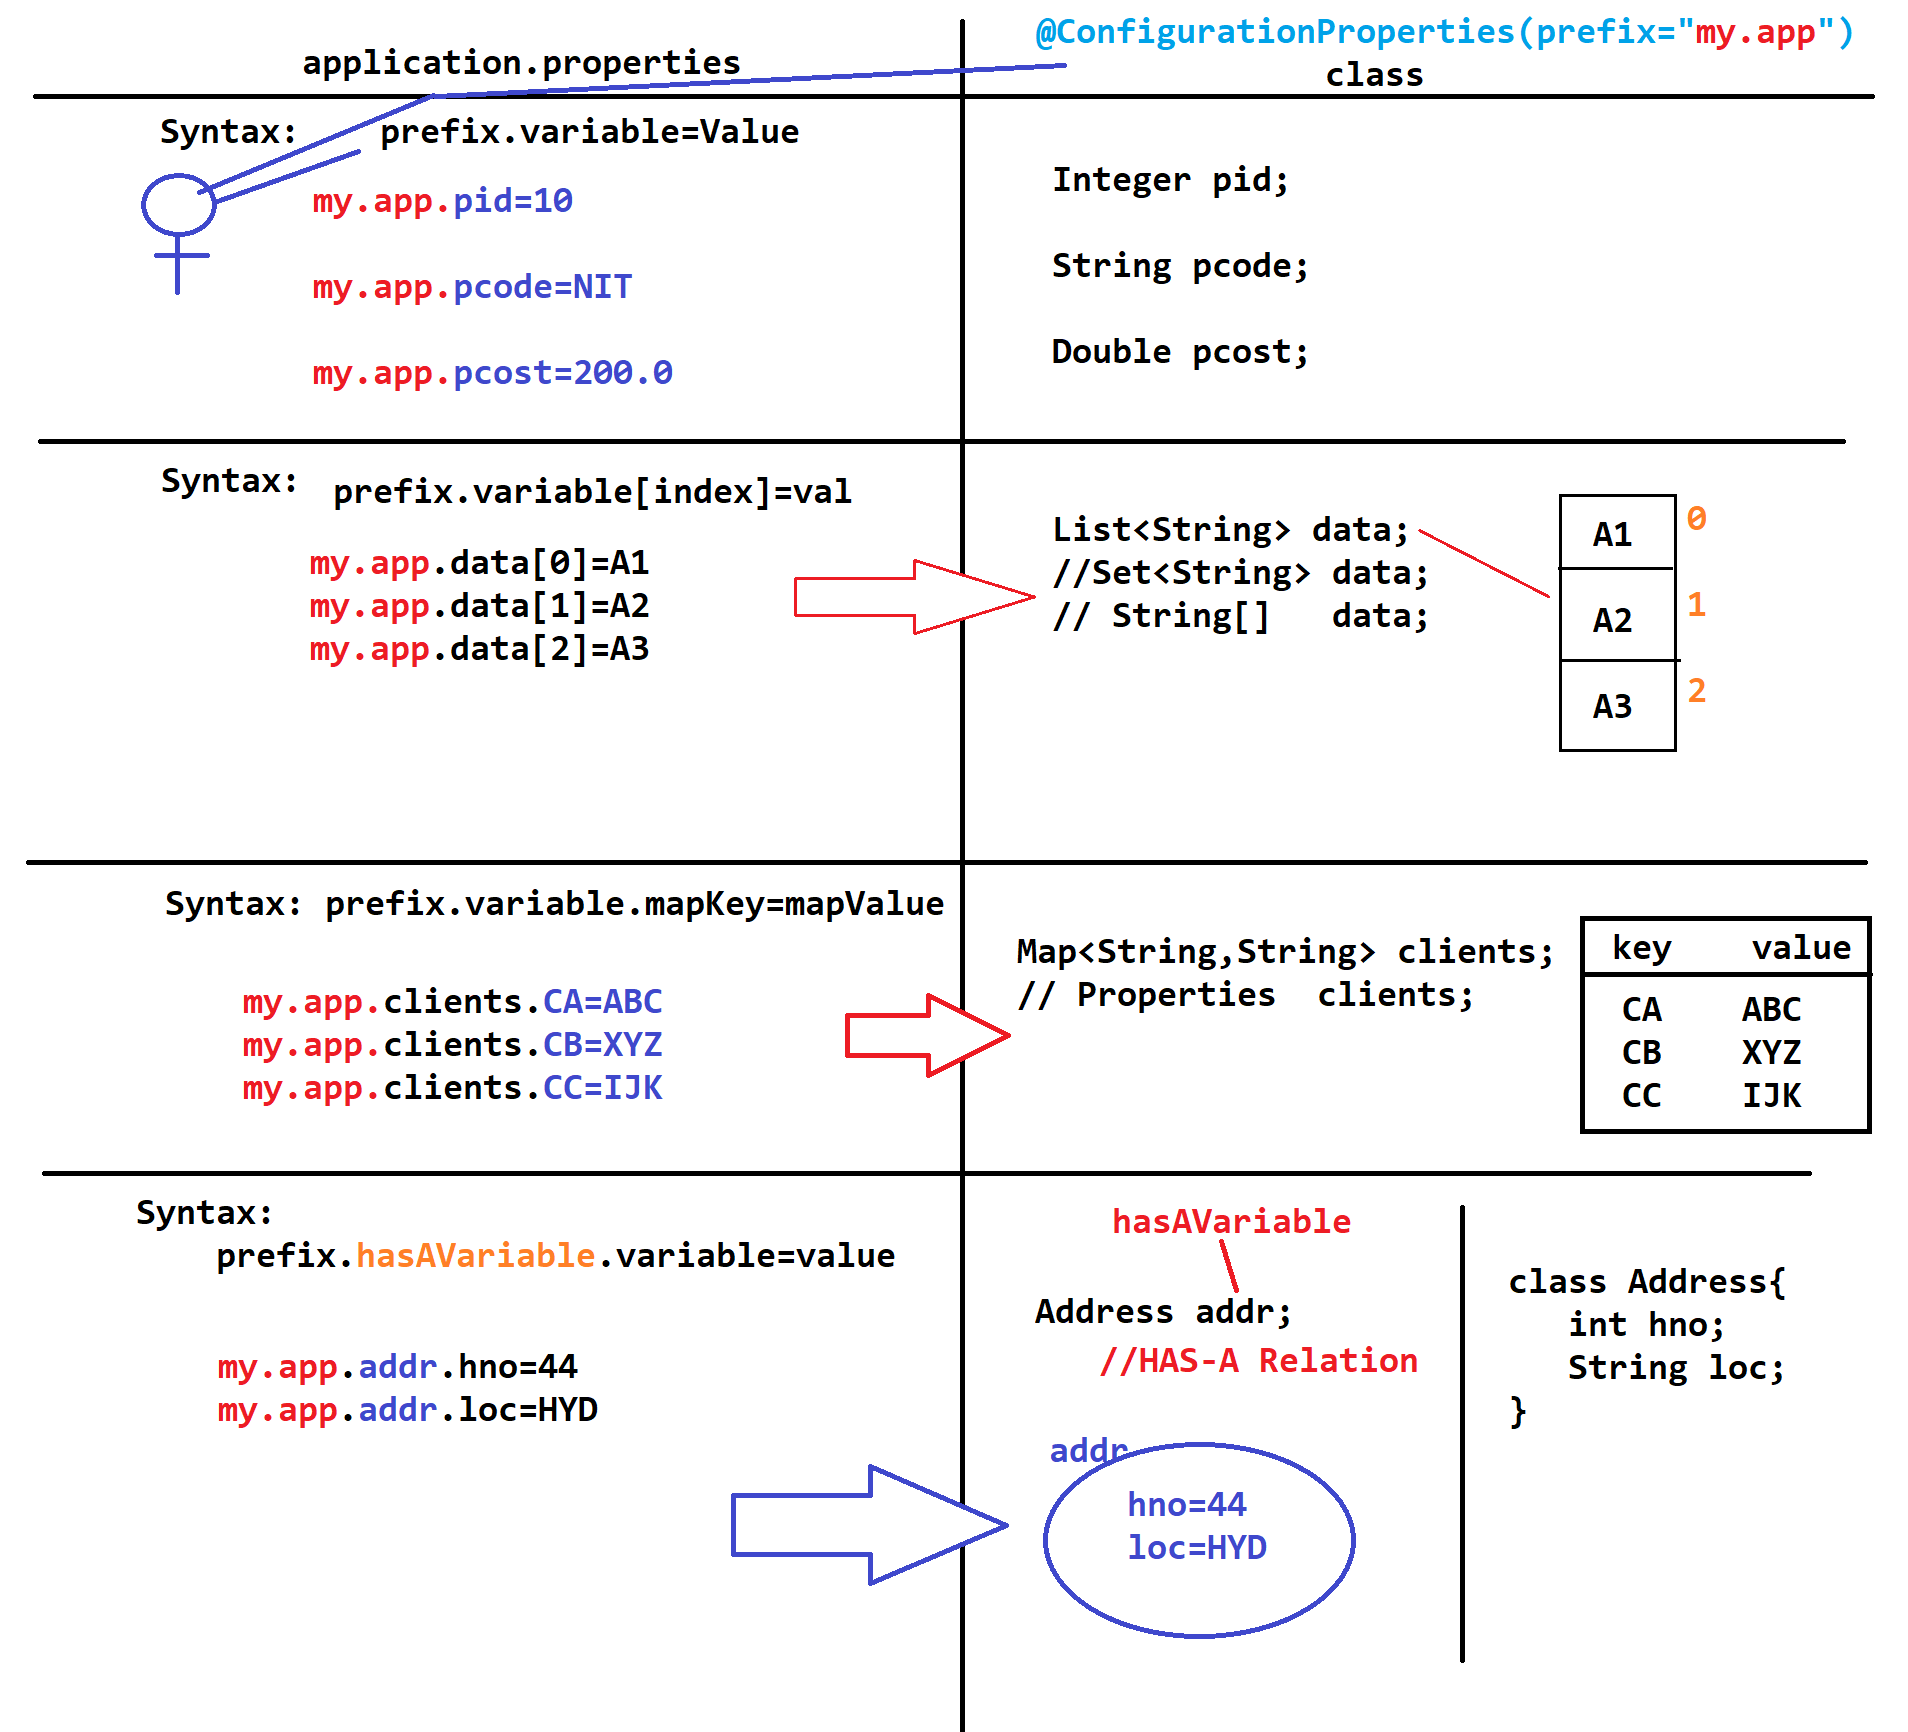 application.properties
@ConfigurationProperties(prefix="my.app")
class
Syntax: prefix.variable=Value
my.app.pid=10
my.app.pcode=NIT
my.app.pcost=200.0
Integer pid;
String pcode;
Double pcost;
Syntax: prefix.variable[index]=val
my.app.data[0]=A1
my.app.data[1]=A2
my.app.data[2]=A3
List<String> data;
//Set<String> data;
// String[] data;
A1 0
A2 1
A3 2
Syntax: prefix.variable.mapKey=mapValue
my.app.clients.CA=ABC
my.app.clients.CB=XYZ
my.app.clients.CC=IJK
Map<String,String> clients;
// Properties clients;
key value
CA ABC
CB XYZ
CC IJK
Syntax:
prefix.hasAVariable.variable=value
my.app.addr.hno=44
my.app.addr.loc=HYD
hasAVariable
Address addr;
//HAS-A Relation
addr
hno=44
loc=HYD
class Address{
int hno;
String loc;
}